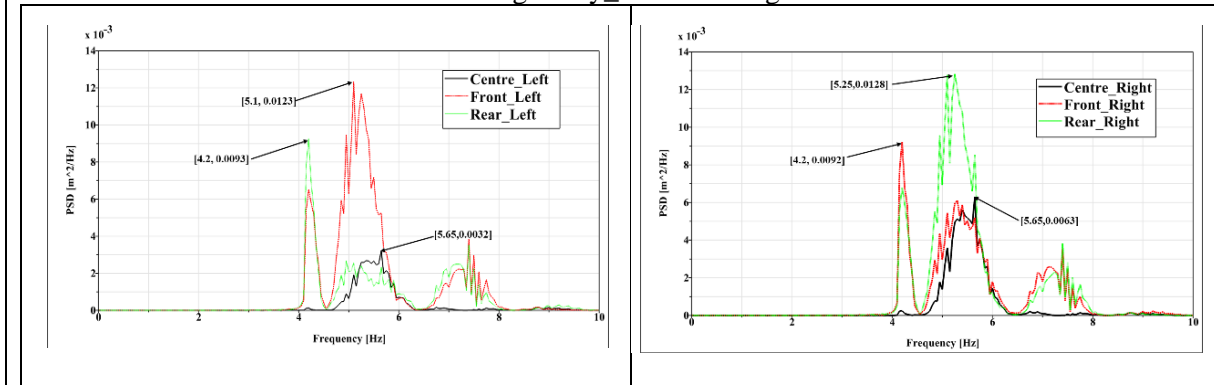 x 10⁻³
14
12
10
8
6
4
2
0
0 2 4 6 8 10
PSD [m^2/Hz]
Frequency [Hz]
Centre_Left
Front_Left
Rear_Left
[5.1, 0.0123]
[4.2, 0.0093]
[5.65,0.0032]
x 10⁻³
14
12
10
8
6
4
2
0
0 2 4 6 8 10
PSD [m^2/Hz]
Frequency [Hz]
Centre_Right
Front_Right
Rear_Right
[5.25,0.0128]
[4.2, 0.0092]
[5.65,0.0063]